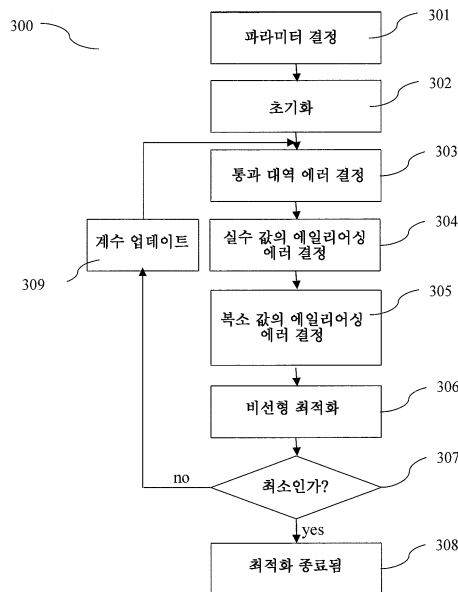 300
파라미터 결정
301
초기화
302
통과 대역 에러 결정
303
실수 값의 에일리어싱
에러 결정
304
계수 업데이트
309
복소 값의 에일리어싱
에러 결정
305
비선형 최적화
306
최소인가?
307
no
yes
최적화 종료됨
308